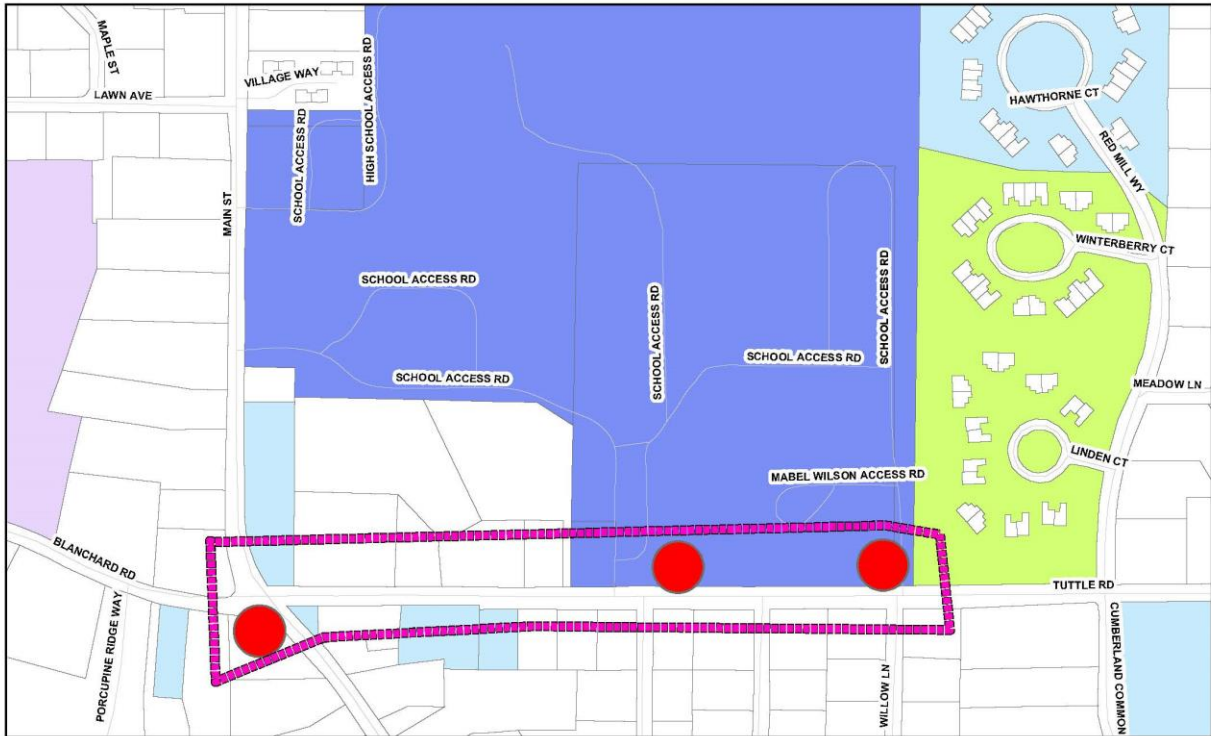 MAPLE ST
LAWN AVE
VILLAGE WAY
HIGH SCHOOL ACCESS RD
SCHOOL ACCESS RD
MAIN ST
HAWTHORNE CT
RED MILL WY
WINTERBERRY CT
SCHOOL ACCESS RD
SCHOOL ACCESS RD
SCHOOL ACCESS RD
SCHOOL ACCESS RD
SCHOOL ACCESS RD
MEADOW LN
LINDEN CT
MABEL WILSON ACCESS RD
BLANCHARD RD
TUTTLE RD
PORCUPINE RIDGE WAY
WILLOW LN
CUMBERLAND COMMON